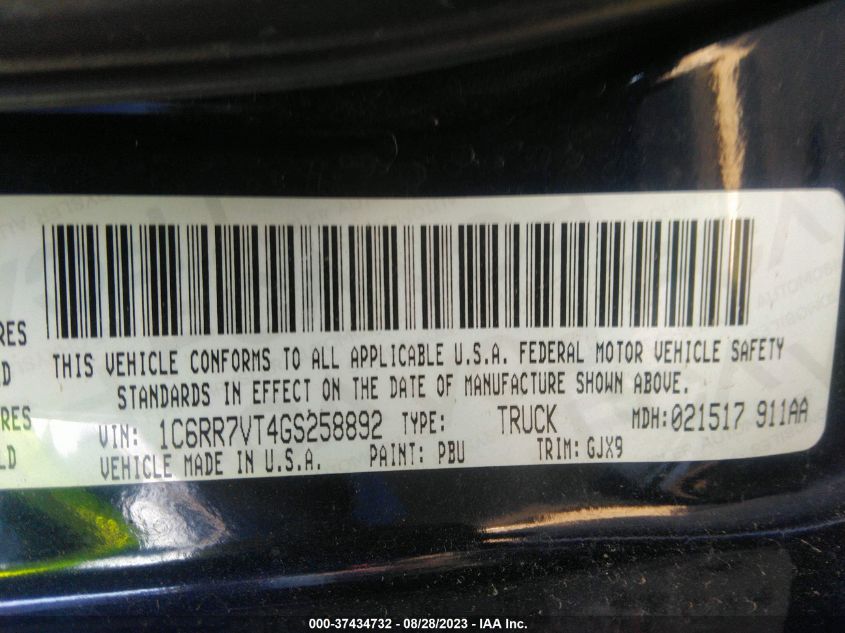 RES
D
RES
LD
THIS VEHICLE CONFORMS TO ALL APPLICABLE U.S.A. FEDERAL MOTOR VEHICLE SAFETY
STANDARDS IN EFFECT ON THE DATE OF MANUFACTURE SHOWN ABOVE.
VIN: 1C6RR7VT4GS258892 TYPE: TRUCK MDH:021517 911AA
VEHICLE MADE IN U.S.A. PAINT: PBU TRIM: GJX9
000-37434732 - 08/28/2023 - IAA Inc.